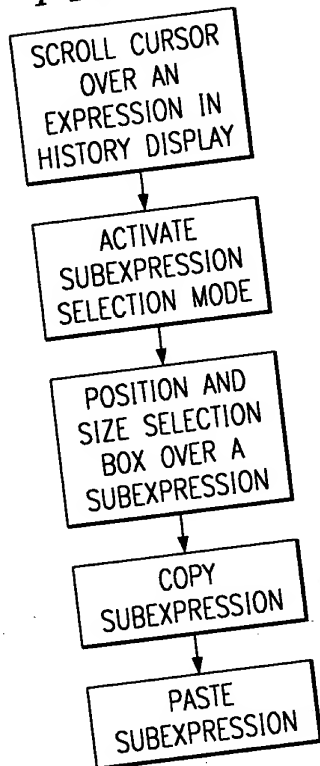 SCROLL CURSOR
OVER AN
EXPRESSION IN
HISTORY DISPLAY
ACTIVATE
SUBEXPRESSION
SELECTION MODE
POSITION AND
SIZE SELECTION
BOX OVER A
SUBEXPRESSION
COPY
SUBEXPRESSION
PASTE
SUBEXPRESSION